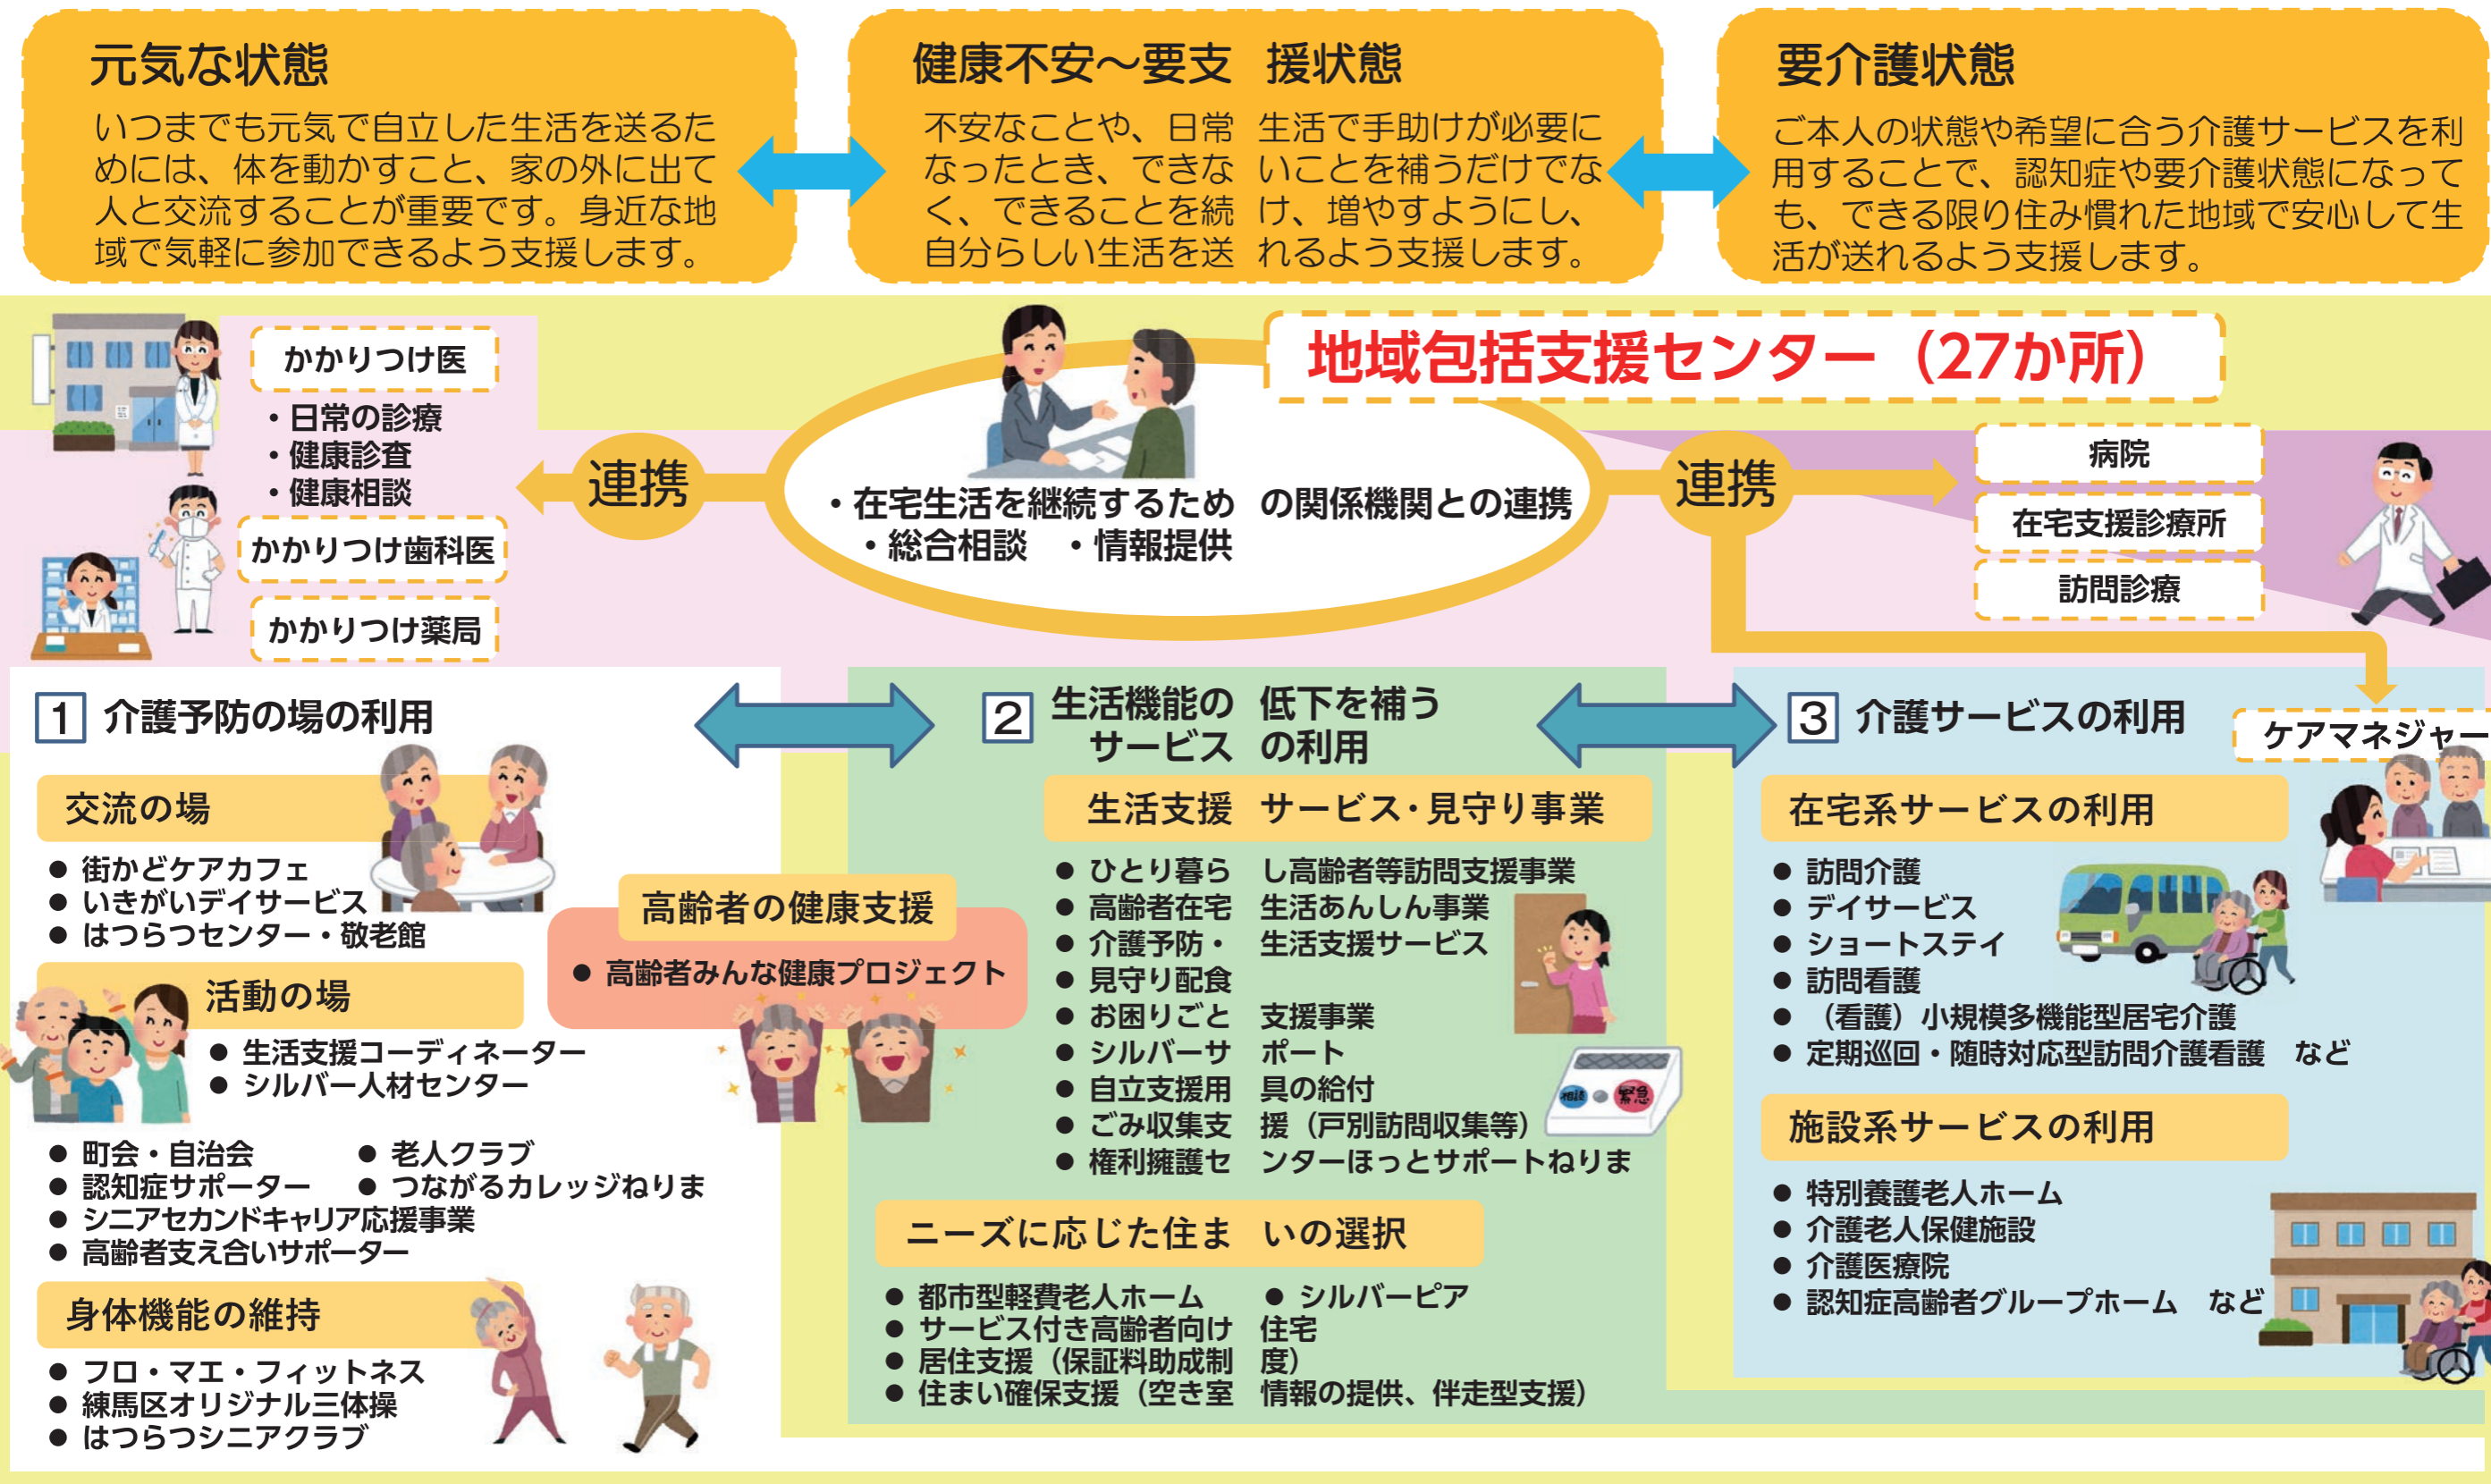 元気な状態
いつまでも元気で自立した生活を送るた
めには、体を動かすこと、家の外に出て
人と交流することが重要です。身近な地
域で気軽に参加できるよう支援します。
健康不安～要支 援状態
不安なことや、日常 生活で手助けが必要に
なったとき、できな いことを補うだけでな
く、できることを続 け、増やすようにし、
自分らしい生活を送 れるよう支援します。
要介護状態
ご本人の状態や希望に合う介護サービスを利
用することで、認知症や要介護状態になって
も、できる限り住み慣れた地域で安心して生
活が送れるよう支援します。
地域包括支援センター（27か所）
かかりつけ医
・日常の診療
・健康診査
・健康相談
かかりつけ歯科医
かかりつけ薬局
連携
・在宅生活を継続するため の関係機関との連携
・総合相談 ・情報提供
連携
病院
在宅支援診療所
訪問診療
1 介護予防の場の利用
交流の場
● 街かどケアカフェ
● いきがいデイサービス
● はつらつセンター・敬老館
活動の場
● 生活支援コーディネーター
● シルバー人材センター
● 町会・自治会 ● 老人クラブ
● 認知症サポーター ● つながるカレッジねりま
● シニアセカンドキャリア応援事業
● 高齢者支え合いサポーター
身体機能の維持
● フロ・マエ・フィットネス
● 練馬区オリジナル三体操
● はつらつシニアクラブ
高齢者の健康支援
● 高齢者みんな健康プロジェクト
2 生活機能の 低下を補う
サービス の利用
生活支援 サービス・見守り事業
● ひとり暮ら し高齢者等訪問支援事業
● 高齢者在宅 生活あんしん事業
● 介護予防・ 生活支援サービス
● 見守り配食
● お困りごと 支援事業
● シルバーサ ポート
● 自立支援用 具の給付
● ごみ収集支 援（戸別訪問収集等）
● 権利擁護セ ンターほっとサポートねりま
相談 緊急
ニーズに応じた住ま いの選択
● 都市型軽費老人ホーム ● シルバーピア
● サービス付き高齢者向け 住宅
● 居住支援（保証料助成制 度）
● 住まい確保支援（空き室 情報の提供、伴走型支援）
3 介護サービスの利用
ケアマネジャー
在宅系サービスの利用
● 訪問介護
● デイサービス
● ショートステイ
● 訪問看護
● （看護）小規模多機能型居宅介護
● 定期巡回・随時対応型訪問介護看護 など
施設系サービスの利用
● 特別養護老人ホーム
● 介護老人保健施設
● 介護医療院
● 認知症高齢者グループホーム など